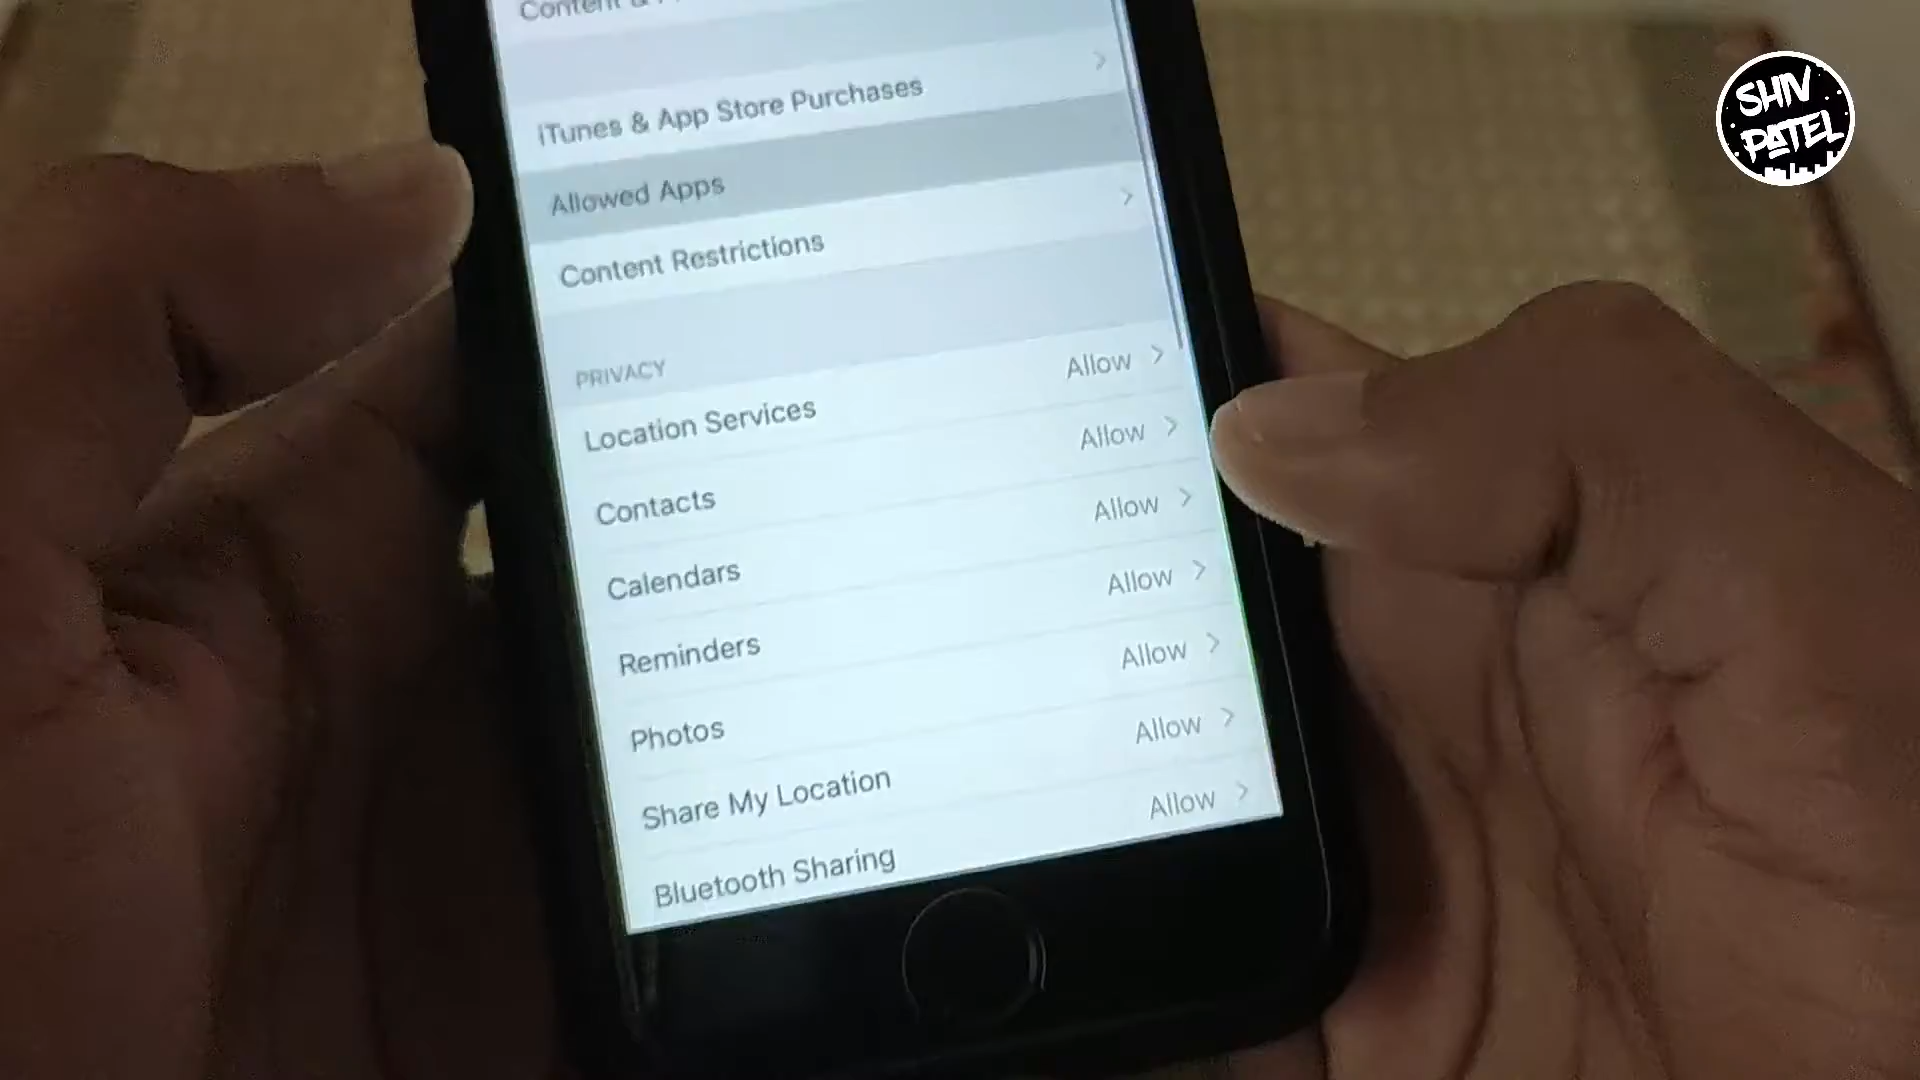 Content &
iTunes & App Store Purchases
Allowed Apps
Content Restrictions
PRIVACY
Location Services Allow
Contacts Allow
Calendars Allow
Reminders Allow
Photos Allow
Share My Location Allow
Bluetooth Sharing Allow
SHIV
PATEL